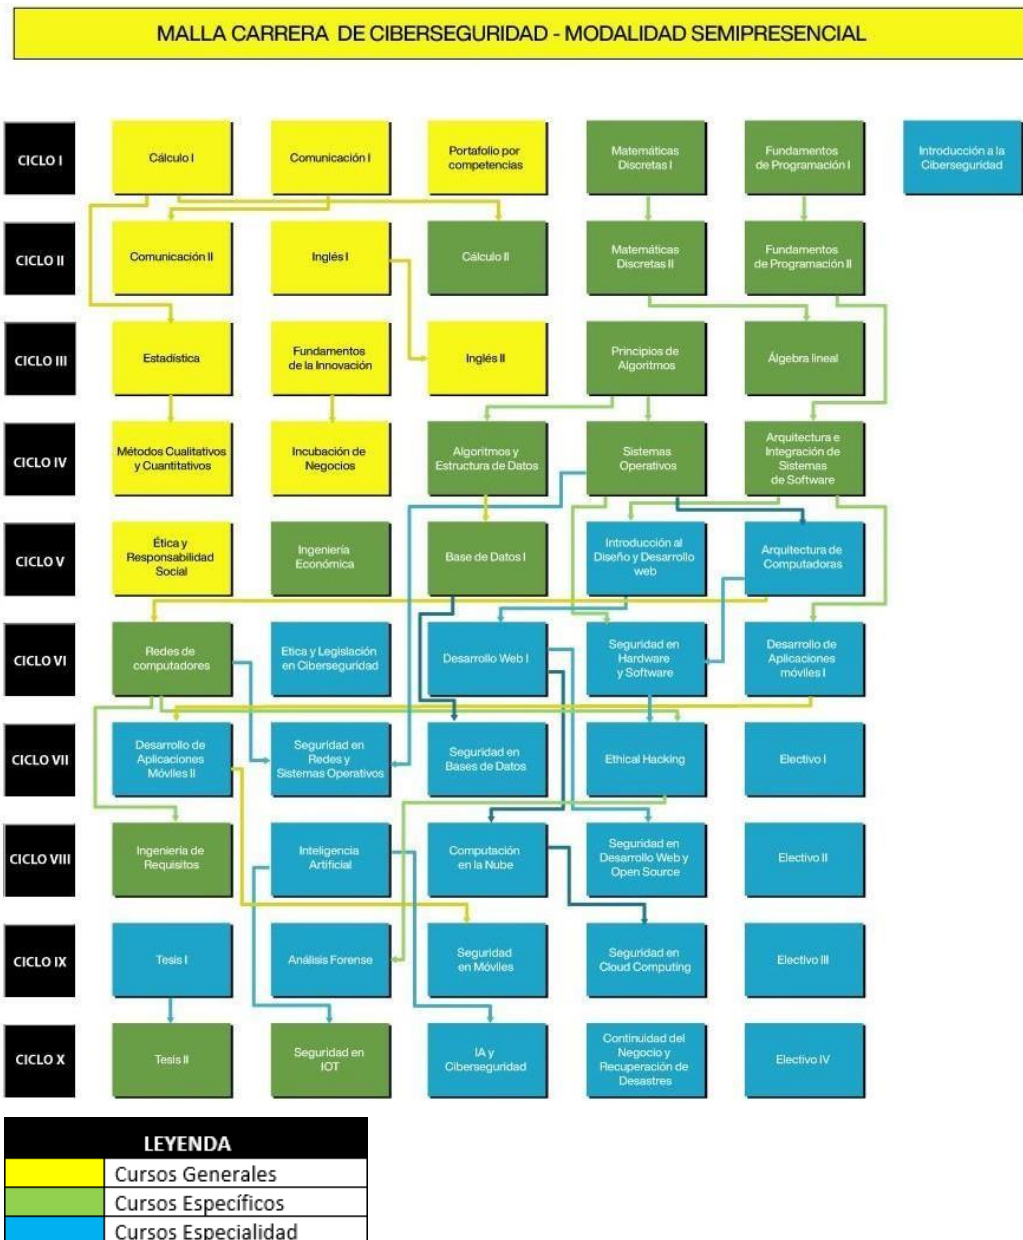 MALLA CARRERA DE CIBERSEGURIDAD - MODALIDAD SEMIPRESENCIAL
CICLO I
Cálculo I
Comunicación I
Portafolio por
competencias
Matemáticas
Discretas I
Fundamentos
de Programación I
Introducción a la
Ciberseguridad
CICLO II
Comunicación II
Inglés I
Cálculo II
Matemáticas
Discretas II
Fundamentos
de Programación II
CICLO III
Estadística
Fundamentos
de la Innovación
Inglés II
Principios de
Algoritmos
Álgebra lineal
CICLO IV
Métodos Cualitativos
y Cuantitativos
Incubación de
Negocios
Algoritmos y
Estructura de Datos
Sistemas
Operativos
Arquitectura e
Integración de
Sistemas
de Software
CICLO V
Ética y
Responsabilidad
Social
Ingeniería
Económica
Base de Datos I
Introducción al
Diseño y Desarrollo
web
Arquitectura de
Computadoras
CICLO VI
Redes de
computadores
Etica y Legislación
en Ciberseguridad
Desarrollo Web I
Seguridad en
Hardware
y Software
Desarrollo de
Aplicaciones
móviles I
CICLO VII
Desarrollo de
Aplicaciones
Móviles II
Seguridad en
Redes y
Sistemas Operativos
Seguridad en
Bases de Datos
Ethical Hacking
Electivo I
CICLO VIII
Ingeniería de
Requisitos
Inteligencia
Artificial
Computación
en la Nube
Seguridad en
Desarrollo Web y
Open Source
Electivo II
CICLO IX
Tesis I
Análisis Forense
Seguridad
en Móviles
Seguridad en
Cloud Computing
Electivo III
CICLO X
Tesis II
Seguridad en
IOT
IA y
Ciberseguridad
Continuidad del
Negocio y
Recuperación de
Desastres
Electivo IV
LEYENDA
Cursos Generales
Cursos Específicos
Cursos Especialidad